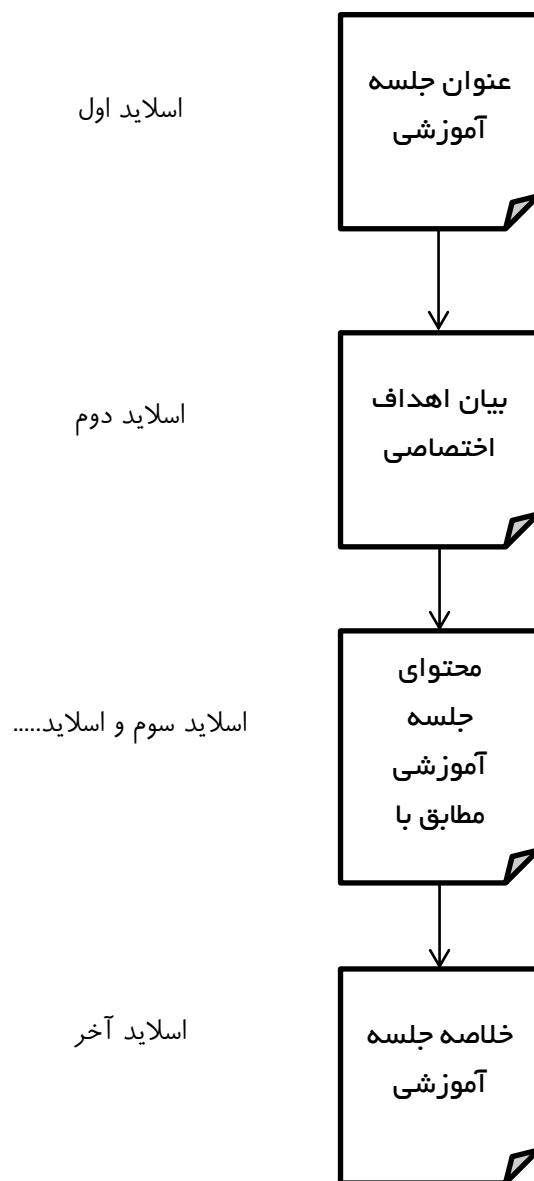 عنوان جلسه
آموزشی
اسلاید اول
بیان اهداف
اختصاصی
اسلاید دوم
محتوای
جلسه
آموزشی
مطابق با
اسلاید سوم و اسلاید.....
خلاصه جلسه
آموزشی
اسلاید آخر